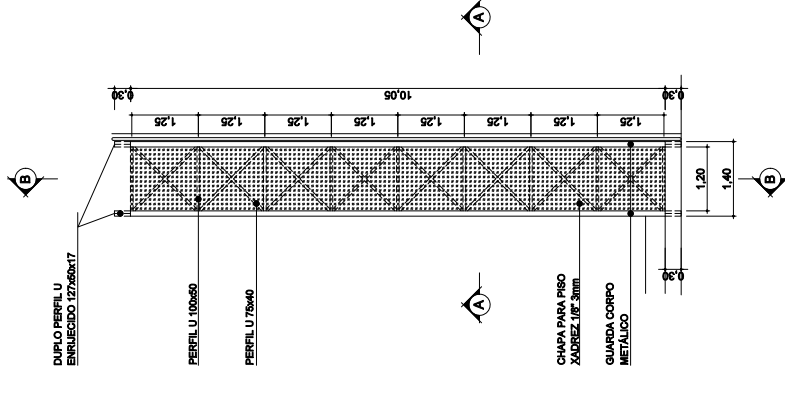 A
0,30
10,05
0,30
1,25
1,25
1,25
1,25
1,25
1,25
1,25
1,25
B
B
1,20
1,40
0,30
DUPLO PERFIL U
ENRIJECIDO 127x60x17
PERFIL U 100x50
PERFIL U 75x40
CHAPA PARA PISO
XADREZ 1/8" 3mm
GUARDA CORPO
METÁLICO
A